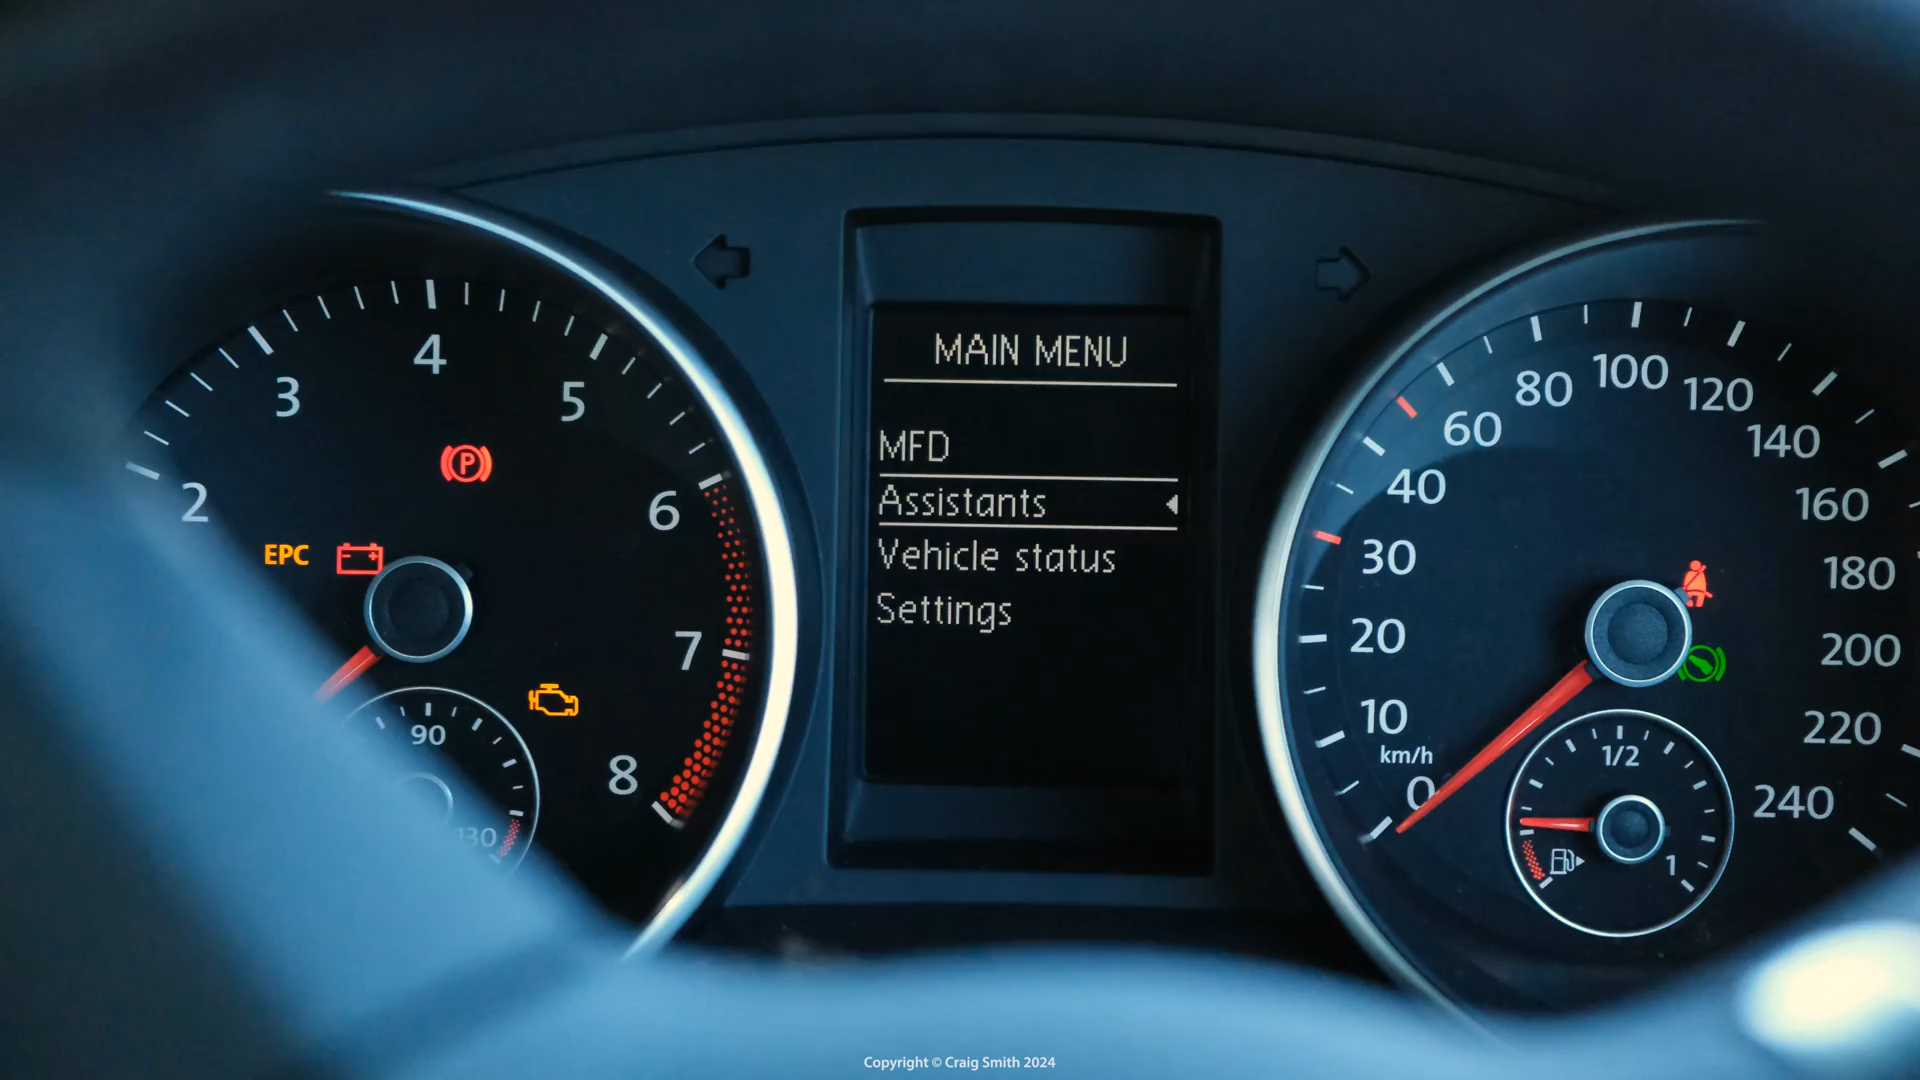 2
3
4
5
6
7
8
P
EPC
90
130
MAIN MENU
MFD
Assistants
Vehicle status
Settings
0
10
20
30
40
60
80
100
120
140
160
180
200
220
240
km/h
1/2
1
Copyright © Craig Smith 2024